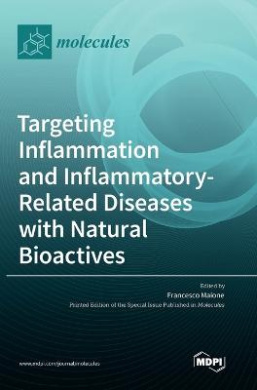 molecules
Targeting
Inflammation
and Inflammatory-
Related Diseases
with Natural
Bioactives
Edited by
Francesco Maione
Printed Edition of the Special Issue Published in Molecules
www.mdpi.com/journal/molecules
MDPI